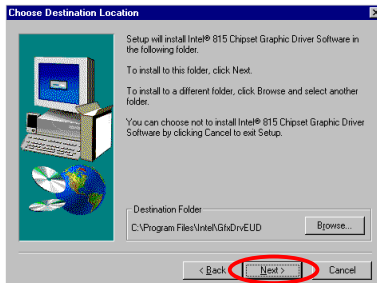 Choose Destination Location
Setup will install Intel® 815 Chipset Graphic Driver Software in
the following folder.
To install to this folder, click Next.
To install to a different folder, click Browse and select another
folder.
You can choose not to install Intel® 815 Chipset Graphic Driver
Software by clicking Cancel to exit Setup.
Destination Folder
C:\Program Files\Intel\GfxDrvEUD
Browse...
< Back
Next >
Cancel